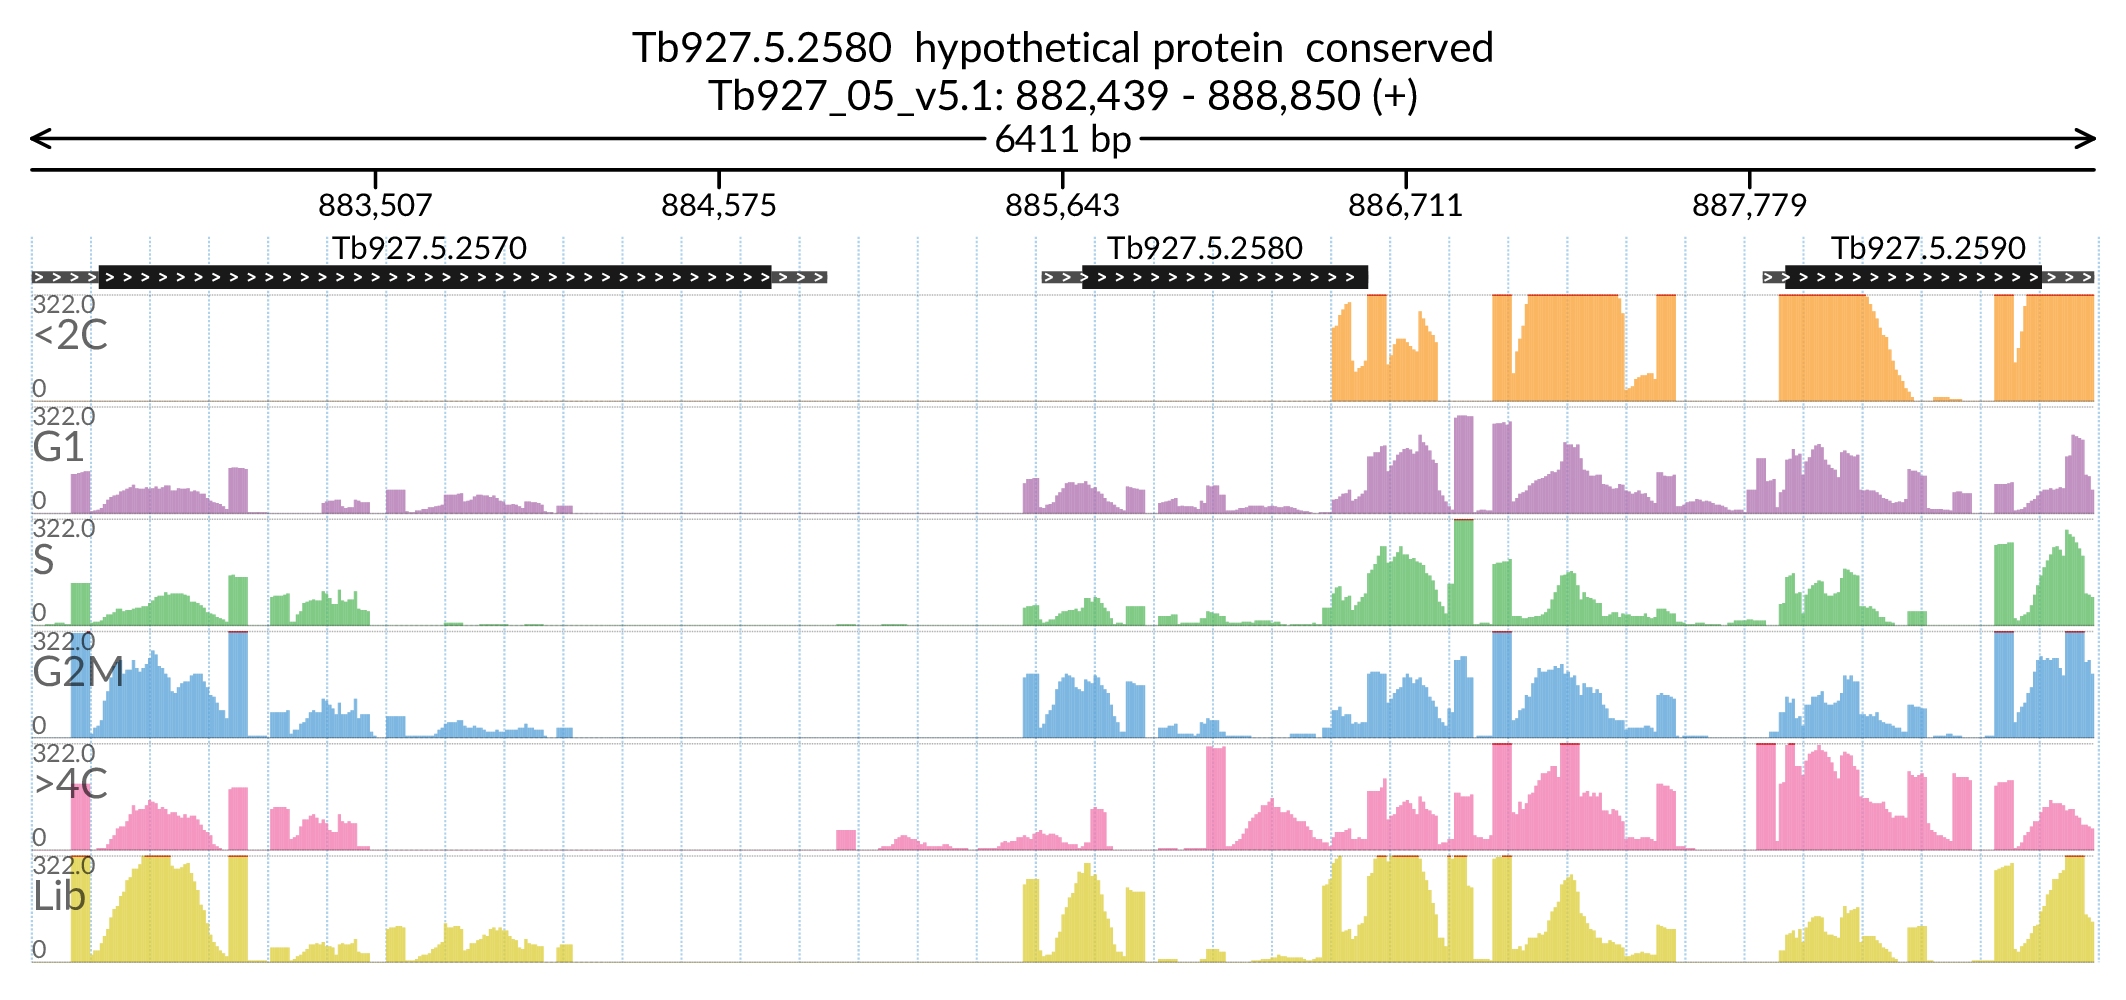 Tb927.5.2580 hypothetical protein conserved
Tb927_05_v5.1: 882,439 - 888,850 (+)
6411 bp
883,507 884,575 885,643 886,711 887,779
Tb927.5.2570 Tb927.5.2580 Tb927.5.2590
322.0
<2C
0
322.0
G1
0
322.0
S
0
322.0
G2M
0
322.0
>4C
0
322.0
Lib
0